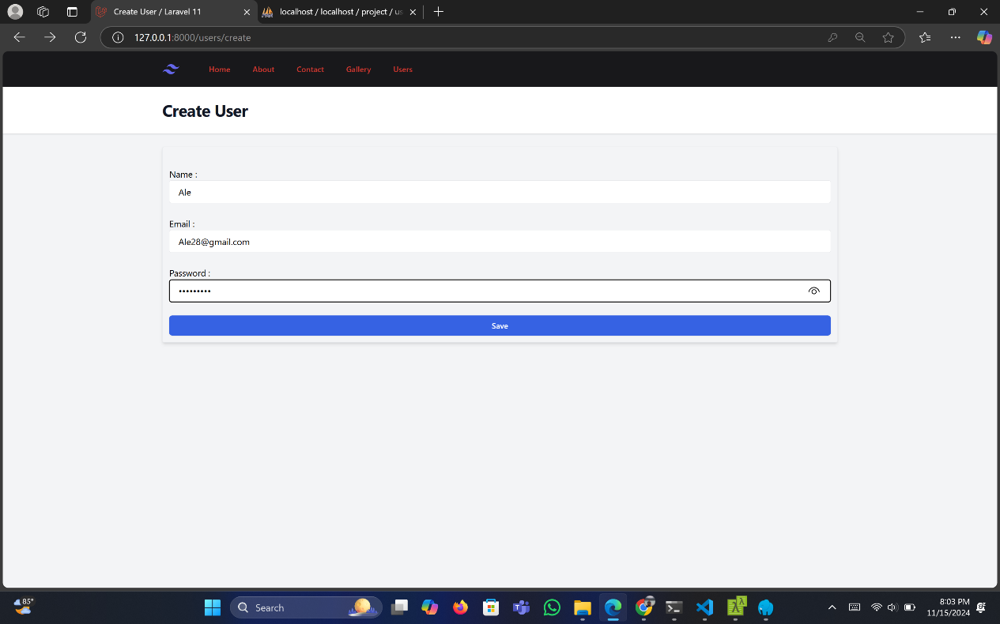 Create User / Laravel 11
localhost / localhost / project / us
127.0.0.1:8000/users/create
Home About Contact Gallery Users
Create User
Name :
Ale
Email :
Ale28@gmail.com
Password :
•••••••••
Save
85°
Search
8:03 PM
11/15/2024